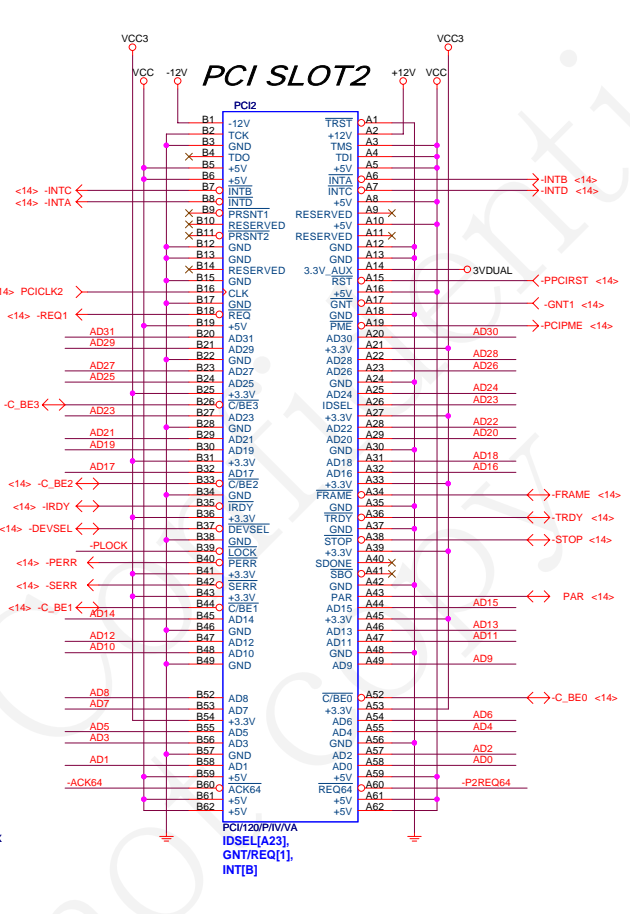 VCC3 VCC3
VCC -12V PCI SLOT2 +12V VCC
PCI2
B1 -12V TRST A1
B2 TCK +12V A2
B3 GND TMS A3
B4 TDO TDI A4
B5 +5V +5V A5
B6 +5V INTA A6 -INTB <14>
<14> -INTC B7 INTB INTC A7 -INTD <14>
<14> -INTA B8 INTD +5V A8
B9 PRSNT1 RESERVED A9
B10 RESERVED +5V A10
B11 PRSNT2 RESERVED A11
B12 GND GND A12
B13 GND GND A13
B14 RESERVED 3.3V_AUX A14 3VDUAL
B15 GND RST A15 -PPCIRST <14>
14> PCICLK2 B16 CLK +5V A16
B17 GND GNT A17 -GNT1 <14>
<14> -REQ1 B18 REQ GND A18
B19 +5V PME A19 -PCIPME <14>
AD31 B20 AD31 AD30 A20 AD30
AD29 B21 AD29 +3.3V A21
B22 GND AD28 A22 AD28
AD27 B23 AD27 AD26 A23 AD26
AD25 B24 AD25 GND A24
B25 +3.3V AD24 A25 AD24
-C_BE3 B26 C/BE3 IDSEL A26 AD23
AD23 B27 AD23 +3.3V A27
B28 GND AD22 A28 AD22
AD21 B29 AD21 AD20 A29 AD20
AD19 B30 AD19 GND A30
B31 +3.3V AD18 A31 AD18
AD17 B32 AD17 AD16 A32 AD16
<14> -C_BE2 B33 C/BE2 +3.3V A33
B34 GND FRAME A34 -FRAME <14>
<14> -IRDY B35 IRDY GND A35
B36 +3.3V TRDY A36 -TRDY <14>
<14> -DEVSEL B37 DEVSEL GND A37
B38 GND STOP A38 -STOP <14>
-PLOCK B39 LOCK +3.3V A39
<14> -PERR B40 PERR SDONE A40
B41 +3.3V SBO A41
<14> -SERR B42 SERR GND A42
B43 +3.3V PAR A43 PAR <14>
<14> -C_BE1 B44 C/BE1 AD15 A44 AD15
AD14 B45 AD14 +3.3V A45
B46 GND AD13 A46 AD13
AD12 B47 AD12 AD11 A47 AD11
AD10 B48 AD10 GND A48
B49 GND AD9 A49 AD9
AD8 B52 AD8 C/BE0 A52 -C_BE0 <14>
AD7 B53 AD7 +3.3V A53
B54 +3.3V AD6 A54 AD6
AD5 B55 AD5 AD4 A55 AD4
AD3 B56 AD3 GND A56
B57 GND AD2 A57 AD2
AD1 B58 AD1 AD0 A58 AD0
B59 +5V +5V A59
-ACK64 B60 ACK64 REQ64 A60 -P2REQ64
B61 +5V +5V A61
B62 +5V +5V A62
PCI/120/P/IV/VA
IDSEL[A23],
GNT/REQ[1],
INT[B]